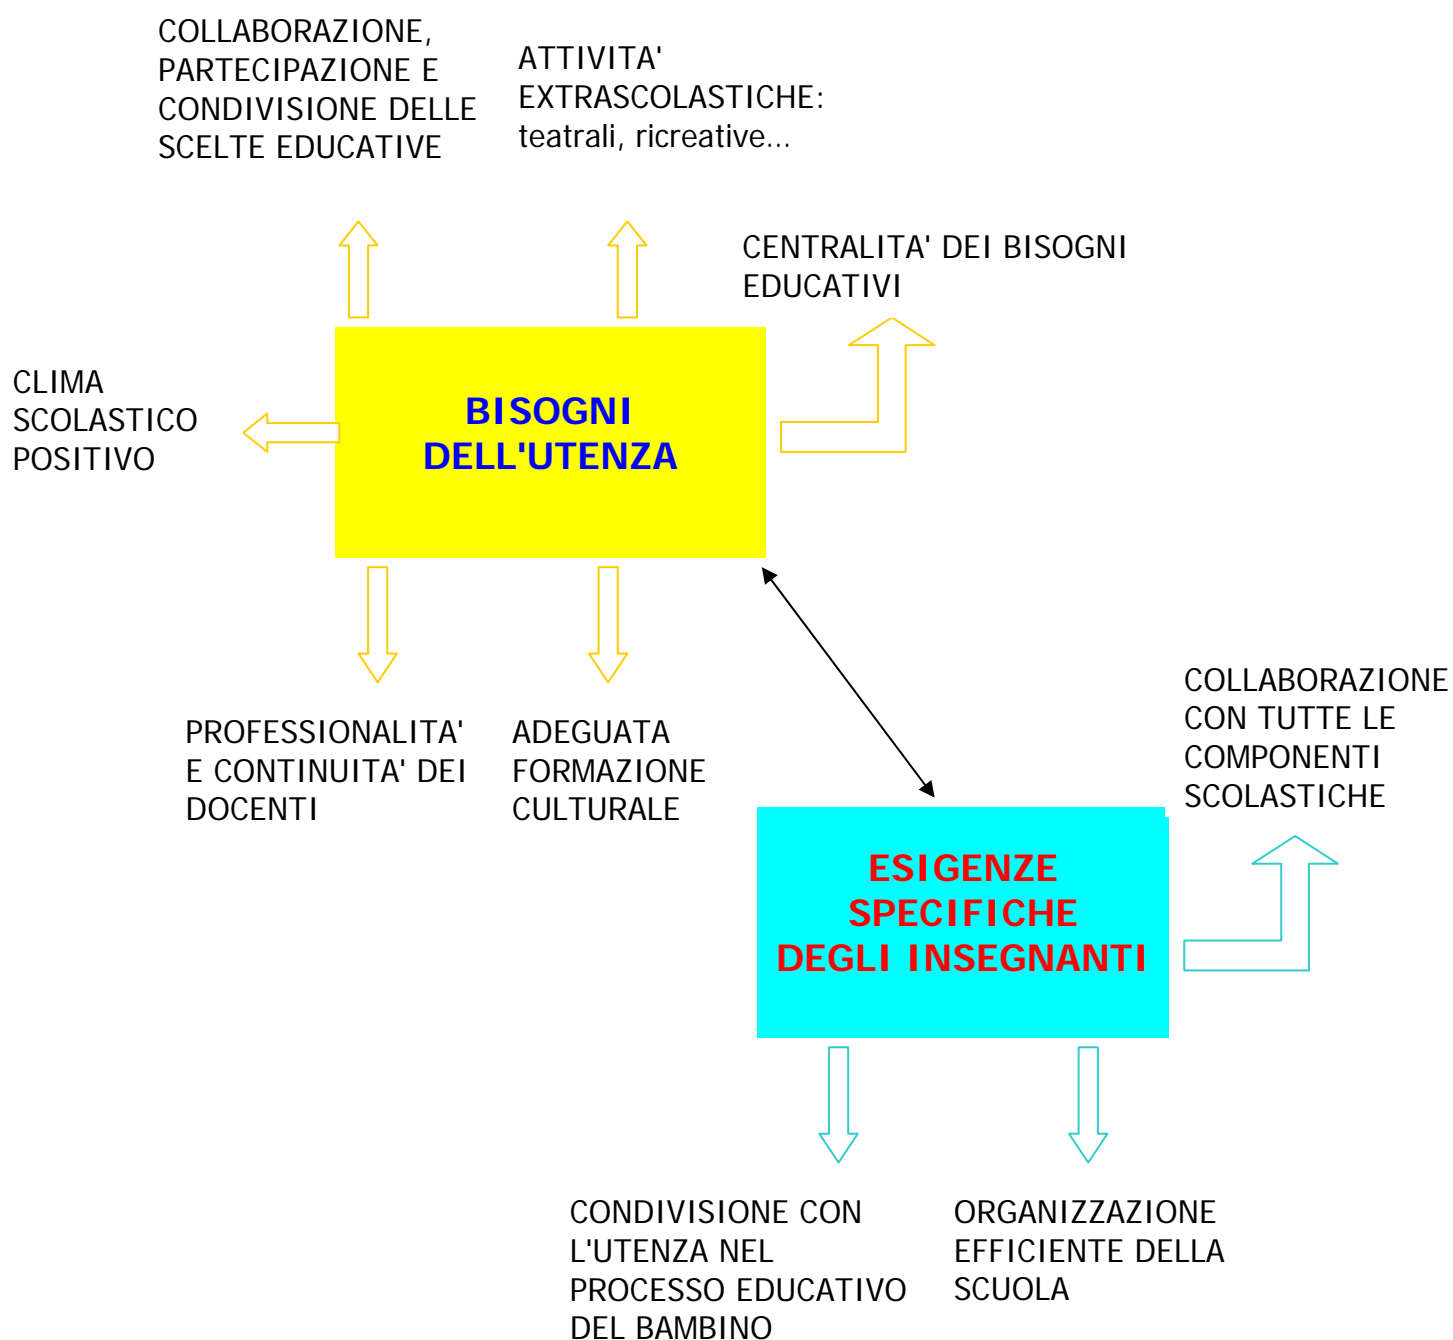 COLLABORAZIONE,
PARTECIPAZIONE E
CONDIVISIONE DELLE
SCELTE EDUCATIVE
ATTIVITA'
EXTRASCOLASTICHE:
teatrali, ricreative...
CENTRALITA' DEI BISOGNI
EDUCATIVI
CLIMA
SCOLASTICO
POSITIVO
BISOGNI
DELL'UTENZA
PROFESSIONALITA'
E CONTINUITA' DEI
DOCENTI
ADEGUATA
FORMAZIONE
CULTURALE
COLLABORAZIONE
CON TUTTE LE
COMPONENTI
SCOLASTICHE
ESIGENZE
SPECIFICHE
DEGLI INSEGNANTI
CONDIVISIONE CON
L'UTENZA NEL
PROCESSO EDUCATIVO
DEL BAMBINO
ORGANIZZAZIONE
EFFICIENTE DELLA
SCUOLA